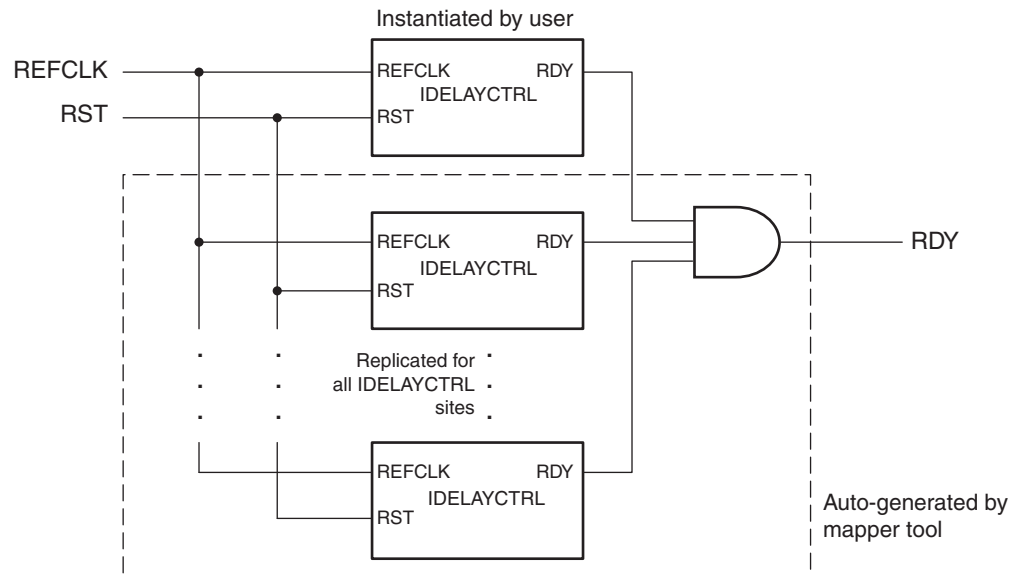 Instantiated by user
REFCLK
RST
REFCLK RDY
IDELAYCTRL
RST
REFCLK RDY
IDELAYCTRL
RST
RDY
Replicated for
all IDELAYCTRL
sites
REFCLK RDY
IDELAYCTRL
RST
Auto-generated by
mapper tool